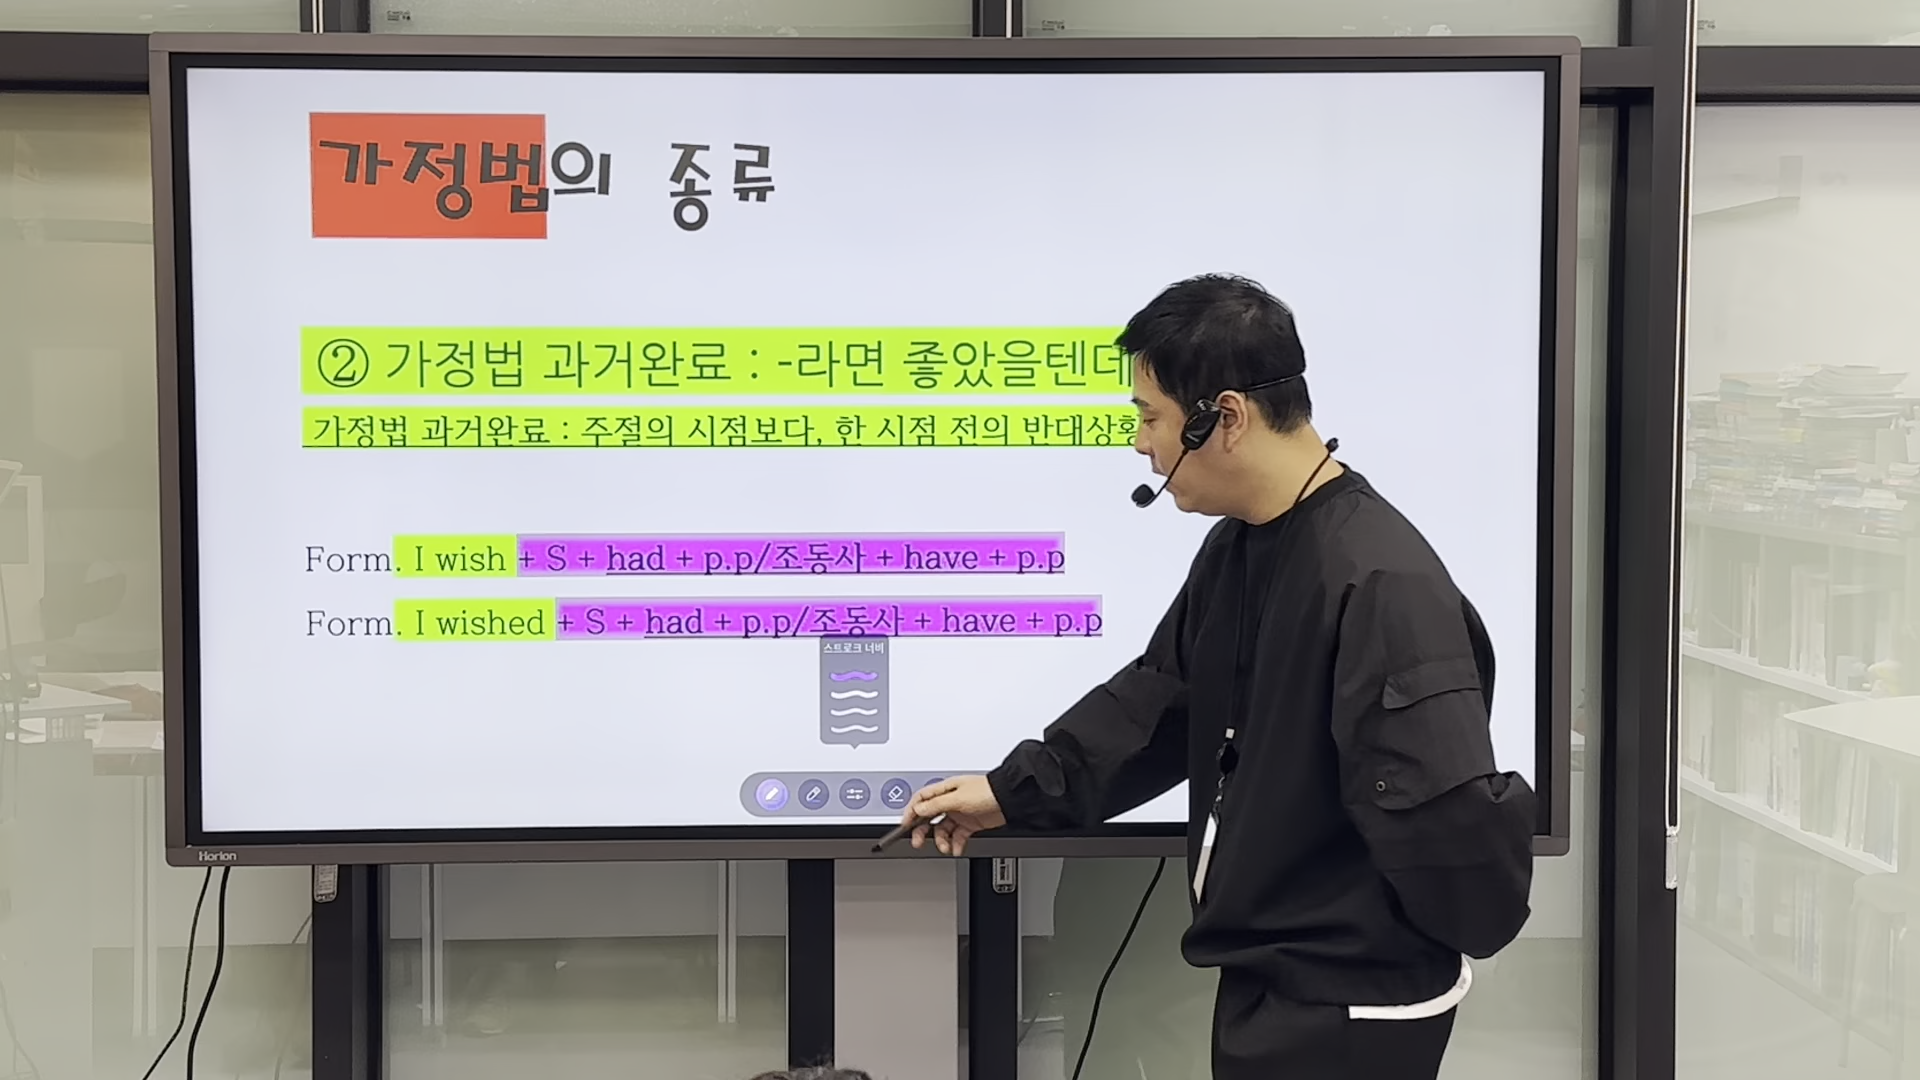 가정법의 종류
② 가정법 과거완료 : -라면 좋았을텐데
가정법 과거완료 : 주절의 시점보다, 한 시점 전의 반대상황
Form. I wish + S + had + p.p/조동사 + have + p.p
Form. I wished + S + had + p.p/조동사 + have + p.p
스트로크 너비
Horion